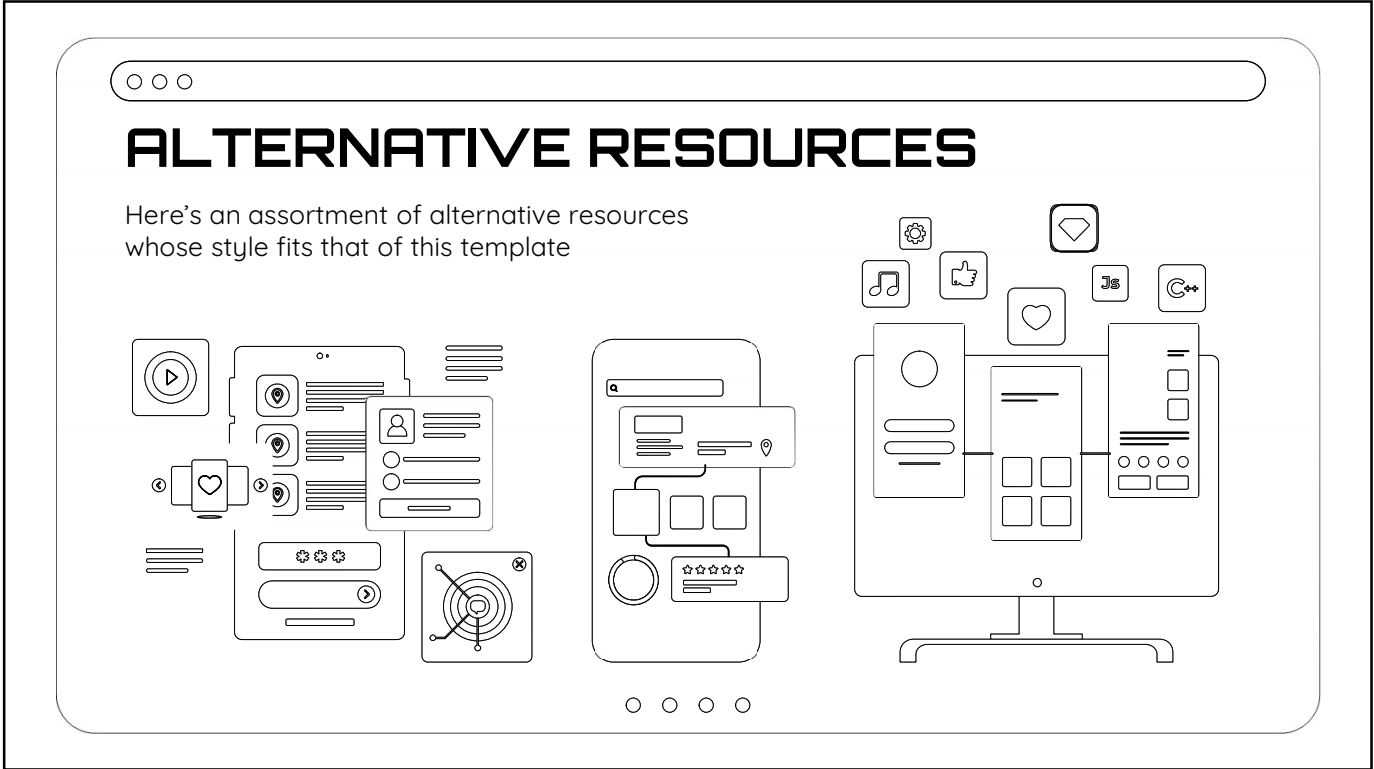 ALTERNATIVE RESOURCES
Here’s an assortment of alternative resources
whose style fits that of this template
Js
C++